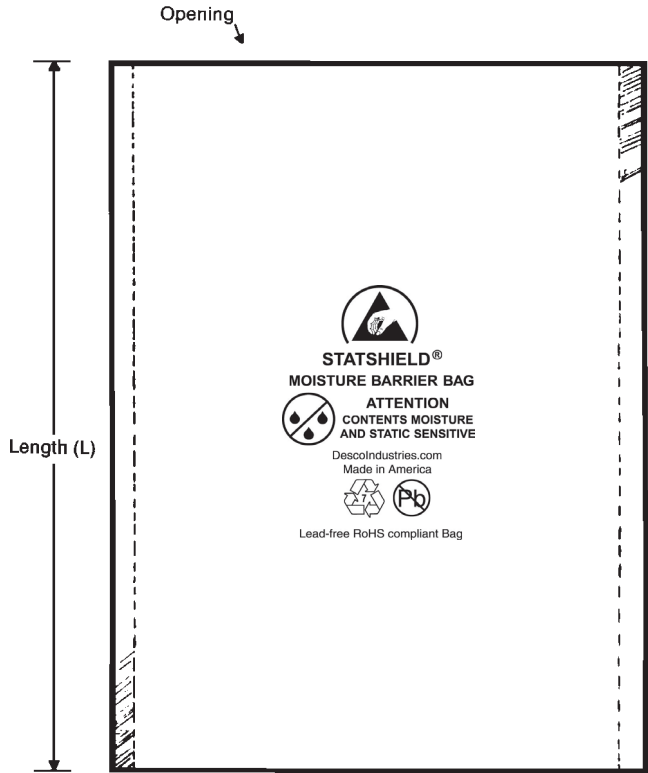 Opening
Length (L)
STATSHIELD®
MOISTURE BARRIER BAG
ATTENTION
CONTENTS MOISTURE
AND STATIC SENSITIVE
DescoIndustries.com
Made in America
7
Pb
Lead-free RoHS compliant Bag